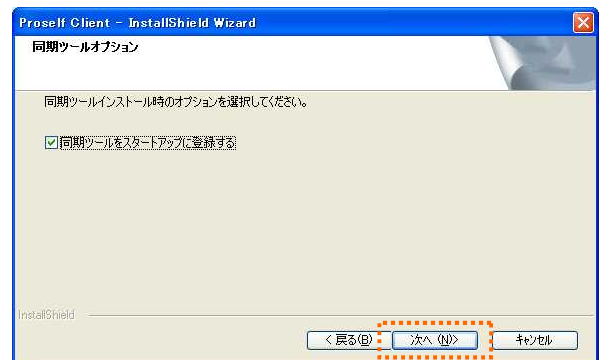 Proself Client - InstallShield Wizard
同期ツールオプション
同期ツールインストール時のオプションを選択してください。
同期ツールをスタートアップに登録する
InstallShield
< 戻る(B)
次へ (N)>
キャンセル